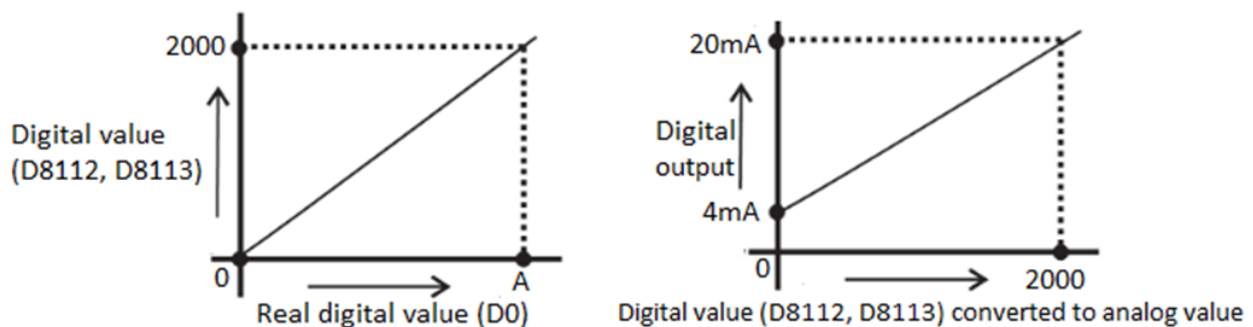 2000
Digital value
(D8112, D8113)
0
A
Real digital value (D0)
20mA
Digital
output
4mA
0
2000
Digital value (D8112, D8113) converted to analog value